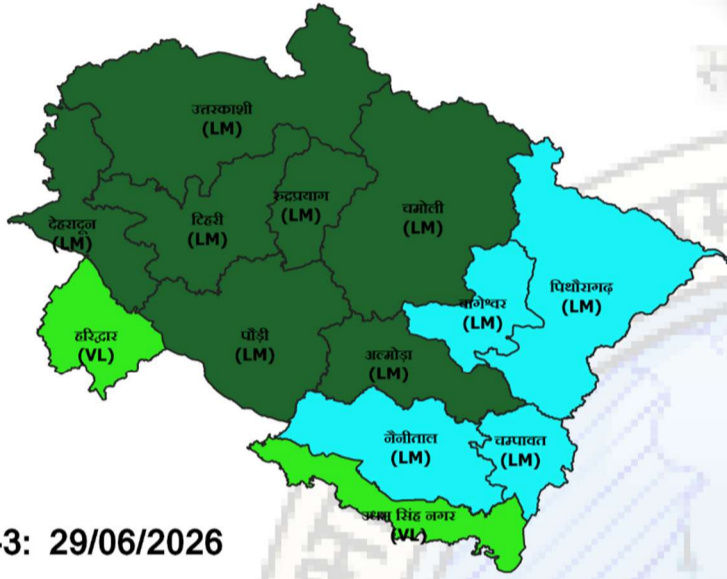 उत्तरकाशी
(LM)
रुद्रप्रयाग
(LM)
टिहरी
(LM)
चमोली
(LM)
देहरादून
(LM)
पिथौरागढ़
(LM)
बागेश्वर
(LM)
हरिद्वार
(VL)
पौड़ी
(LM)
अल्मोड़ा
(LM)
नैनीताल
(LM)
चम्पावत
(LM)
उधम सिंह नगर
(VL)
-3: 29/06/2026